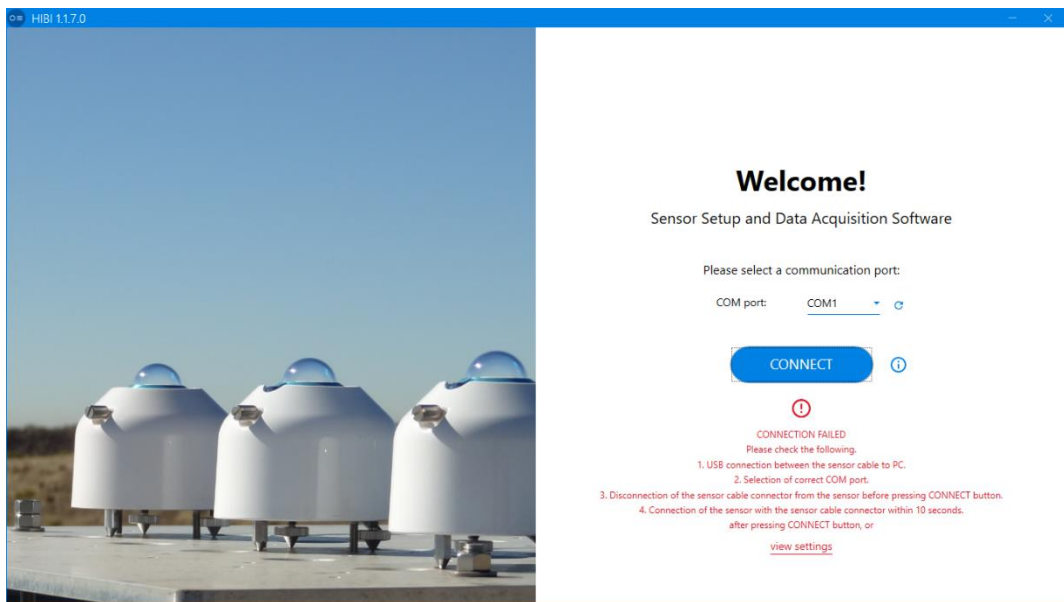 HIBI 1.1.7.0
Welcome!
Sensor Setup and Data Acquisition Software
Please select a communication port:
COM port: COM1
CONNECT
CONNECTION FAILED
Please check the following.
1. USB connection between the sensor cable to PC.
2. Selection of correct COM port.
3. Disconnection of the sensor cable connector from the sensor before pressing CONNECT button.
4. Connection of the sensor with the sensor cable connector within 10 seconds.
after pressing CONNECT button, or
view settings